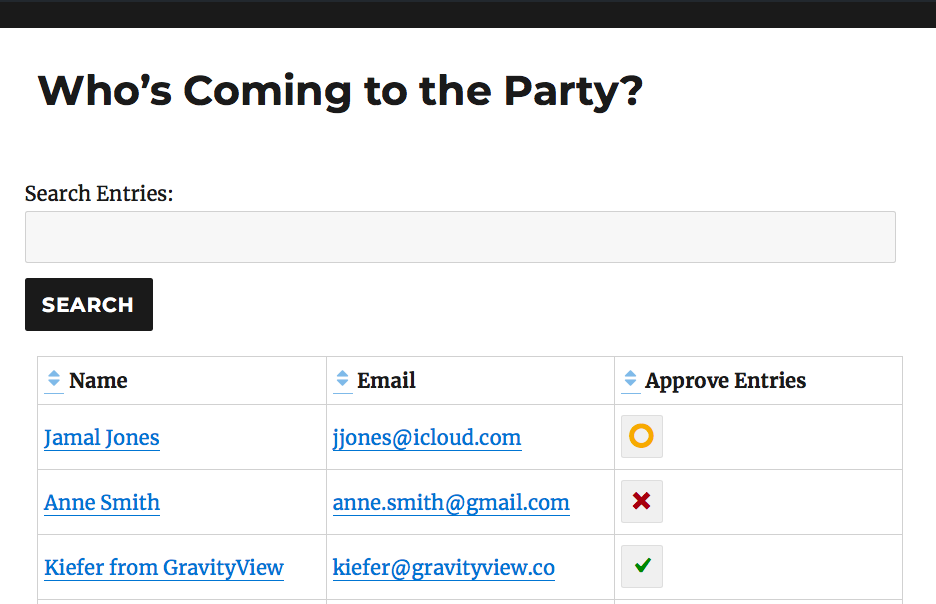 Who’s Coming to the Party?
Search Entries:
SEARCH
Name Email Approve Entries
Jamal Jones jjones@icloud.com
Anne Smith anne.smith@gmail.com
Kiefer from GravityView kiefer@gravityview.co